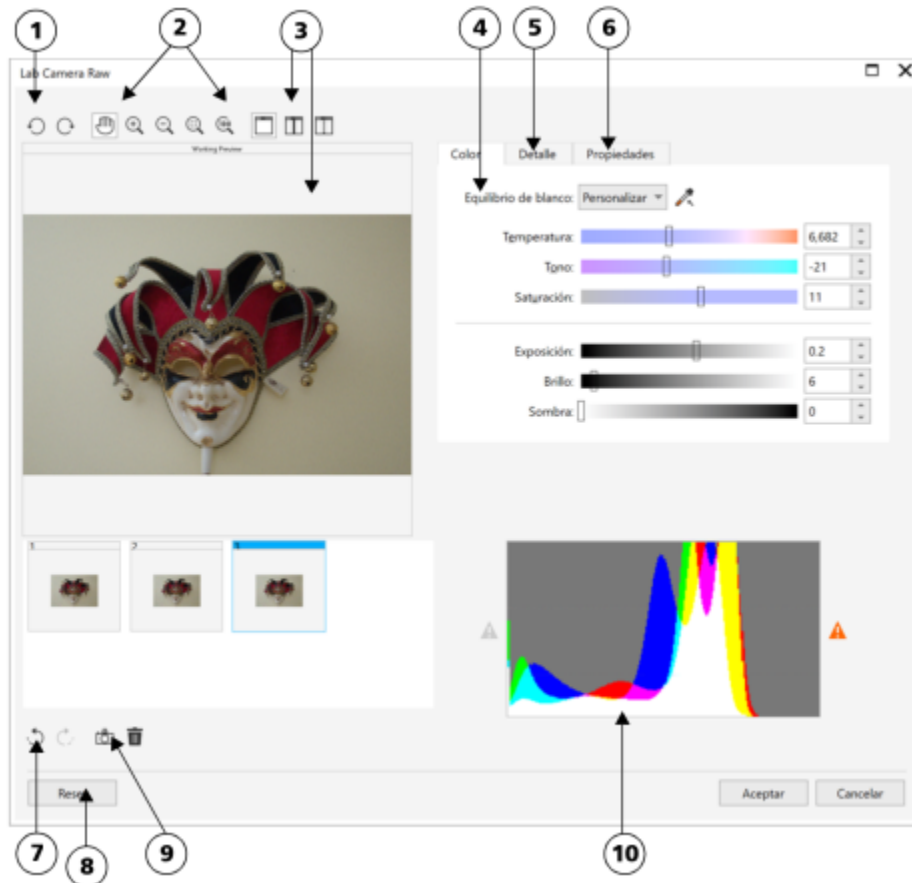 1 2 3 4 5 6
Lab Camera Raw
Working Preview
Color Detalle Propiedades
Equilibrio de blanco: Personalizar
Temperatura: 6,682
Tono: -21
Saturación: 11
Exposición: 0.2
Brillo: 6
Sombra: 0
1 2 3
Aceptar Cancelar
7 8 9 10